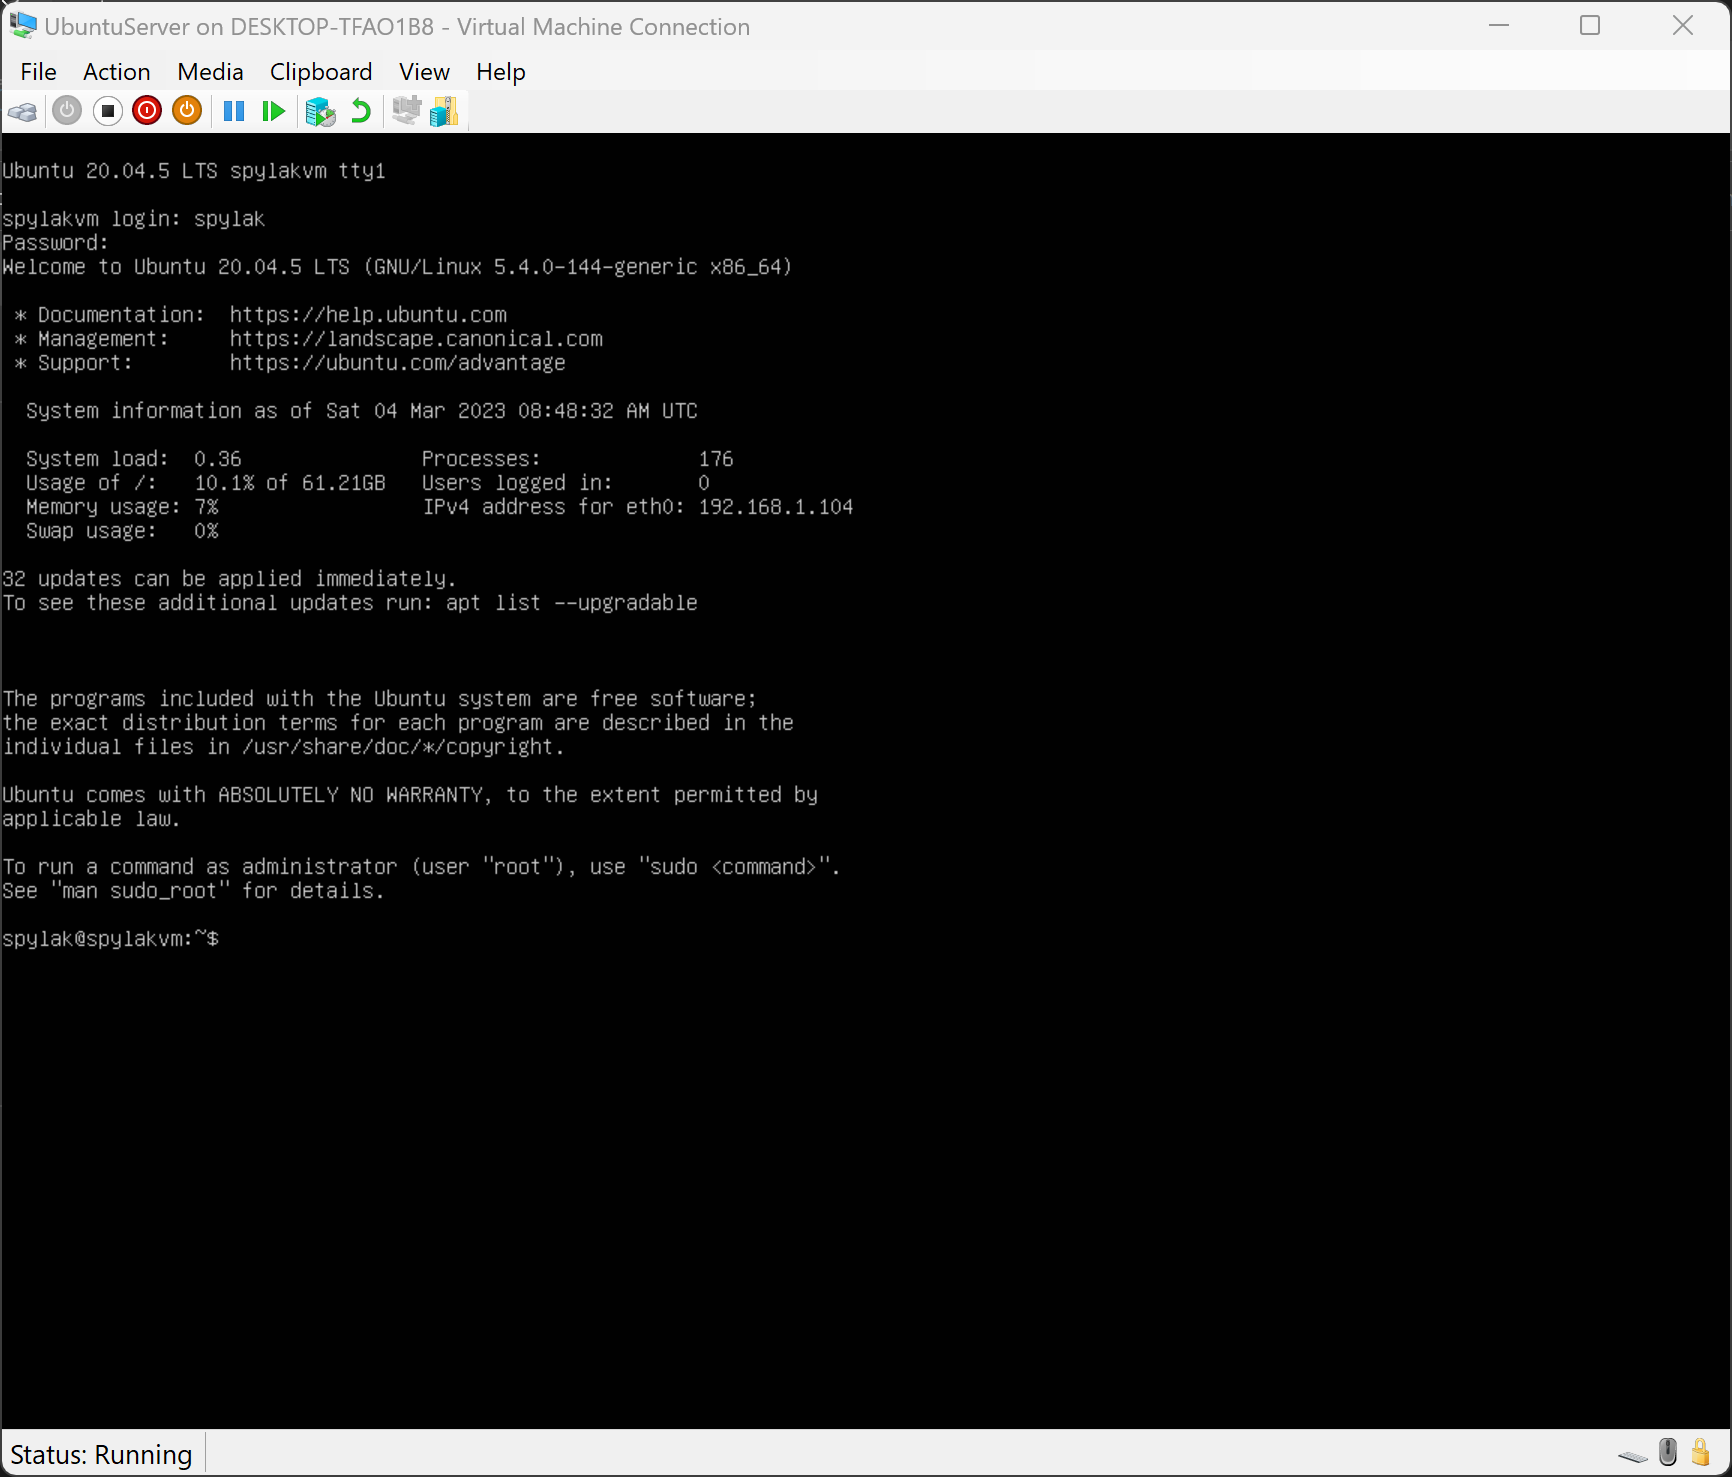 UbuntuServer on DESKTOP-TFAO1B8 - Virtual Machine Connection
File Action Media Clipboard View Help
Ubuntu 20.04.5 LTS spylakvm tty1
spylakvm login: spylak
Password:
Welcome to Ubuntu 20.04.5 LTS (GNU/Linux 5.4.0-144-generic x86_64)
* Documentation: https://help.ubuntu.com
* Management: https://landscape.canonical.com
* Support: https://ubuntu.com/advantage
System information as of Sat 04 Mar 2023 08:48:32 AM UTC
System load: 0.36 Processes: 176
Usage of /: 10.1% of 61.21GB Users logged in: 0
Memory usage: 7% IPv4 address for eth0: 192.168.1.104
Swap usage: 0%
32 updates can be applied immediately.
To see these additional updates run: apt list --upgradable
The programs included with the Ubuntu system are free software;
the exact distribution terms for each program are described in the
individual files in /usr/share/doc/*/copyright.
Ubuntu comes with ABSOLUTELY NO WARRANTY, to the extent permitted by
applicable law.
To run a command as administrator (user "root"), use "sudo <command>".
See "man sudo_root" for details.
spylak@spylakvm:~$
Status: Running